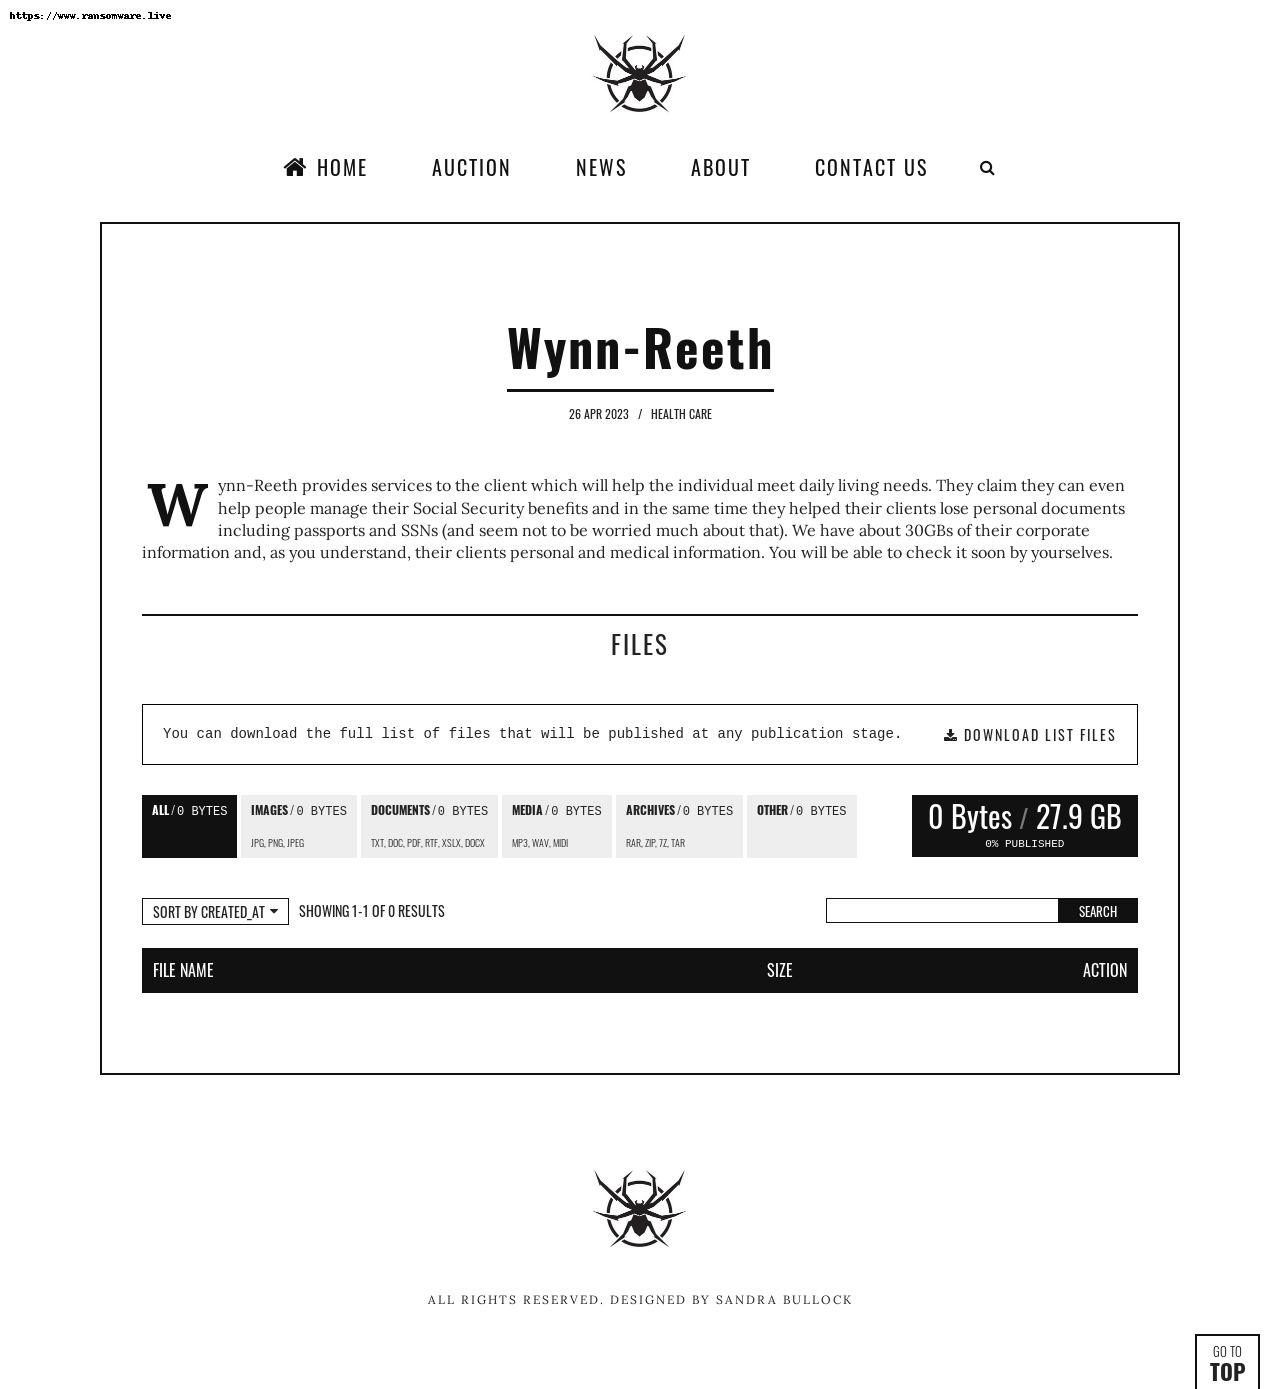 https://www.ransomware.live
HOME AUCTION NEWS ABOUT CONTACT US
Wynn-Reeth
26 APR 2023 / HEALTH CARE
Wynn-Reeth provides services to the client which will help the individual meet daily living needs. They claim they can even
help people manage their Social Security benefits and in the same time they helped their clients lose personal documents
including passports and SSNs (and seem not to be worried much about that). We have about 30GBs of their corporate
information and, as you understand, their clients personal and medical information. You will be able to check it soon by yourselves.
FILES
You can download the full list of files that will be published at any publication stage. DOWNLOAD LIST FILES
ALL / 0 BYTES IMAGES / 0 BYTES DOCUMENTS / 0 BYTES MEDIA / 0 BYTES ARCHIVES / 0 BYTES OTHER / 0 BYTES 0 Bytes / 27.9 GB
JPG, PNG, JPEG TXT, DOC, PDF, RTF, XSLX, DOCX MP3, WAV, MIDI RAR, ZIP, 7Z, TAR 0% PUBLISHED
SORT BY CREATED_AT SHOWING 1-1 OF 0 RESULTS SEARCH
FILE NAME SIZE ACTION
ALL RIGHTS RESERVED. DESIGNED BY SANDRA BULLOCK
GO TO
TOP